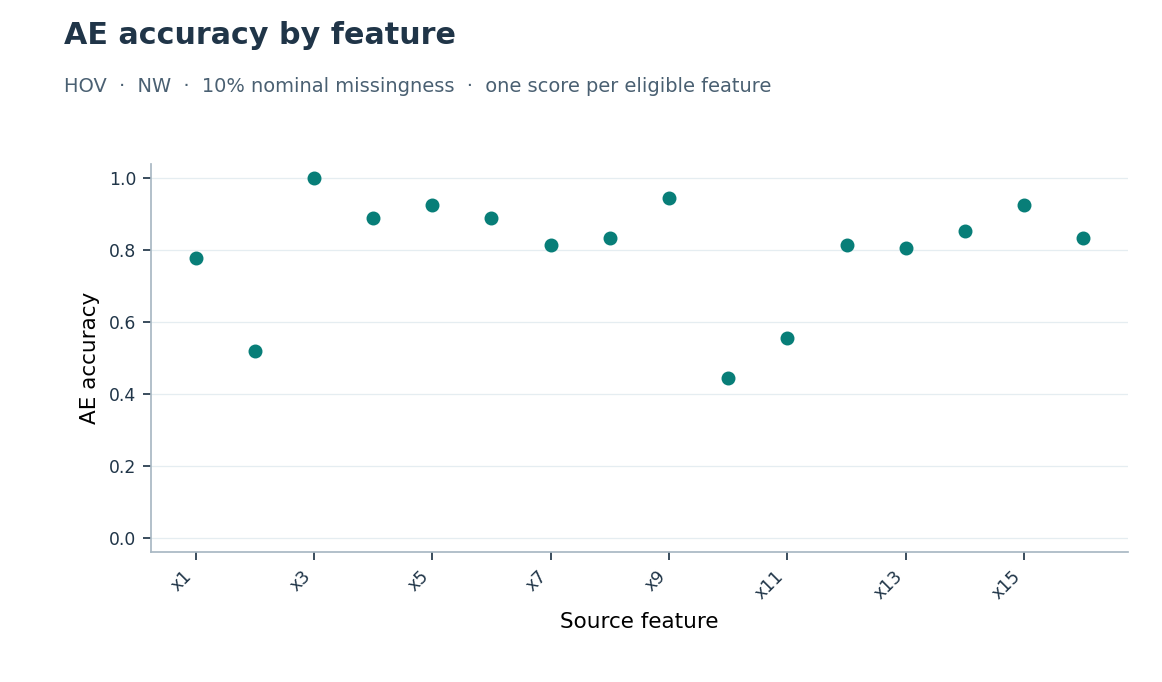 AE accuracy by feature
HOV · NW · 10% nominal missingness · one score per eligible feature
1.0
0.8
0.6
0.4
0.2
0.0
AE accuracy
x1 x3 x5 x7 x9 x11 x13 x15
Source feature